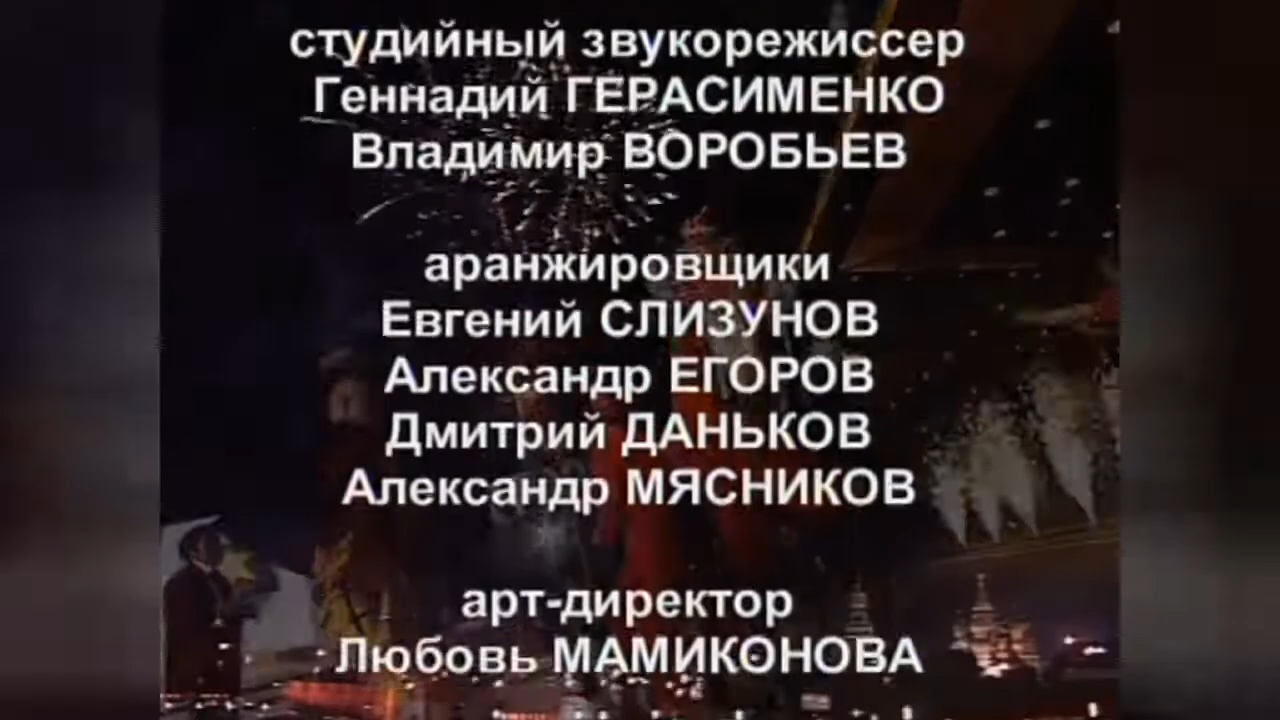 студийный звукорежиссер
Геннадий ГЕРАСИМЕНКО
Владимир ВОРОБЬЕВ
аранжировщики
Евгений СЛИЗУНОВ
Александр ЕГОРОВ
Дмитрий ДАНЬКОВ
Александр МЯСНИКОВ
арт-директор
Любовь МАМИКОНОВА